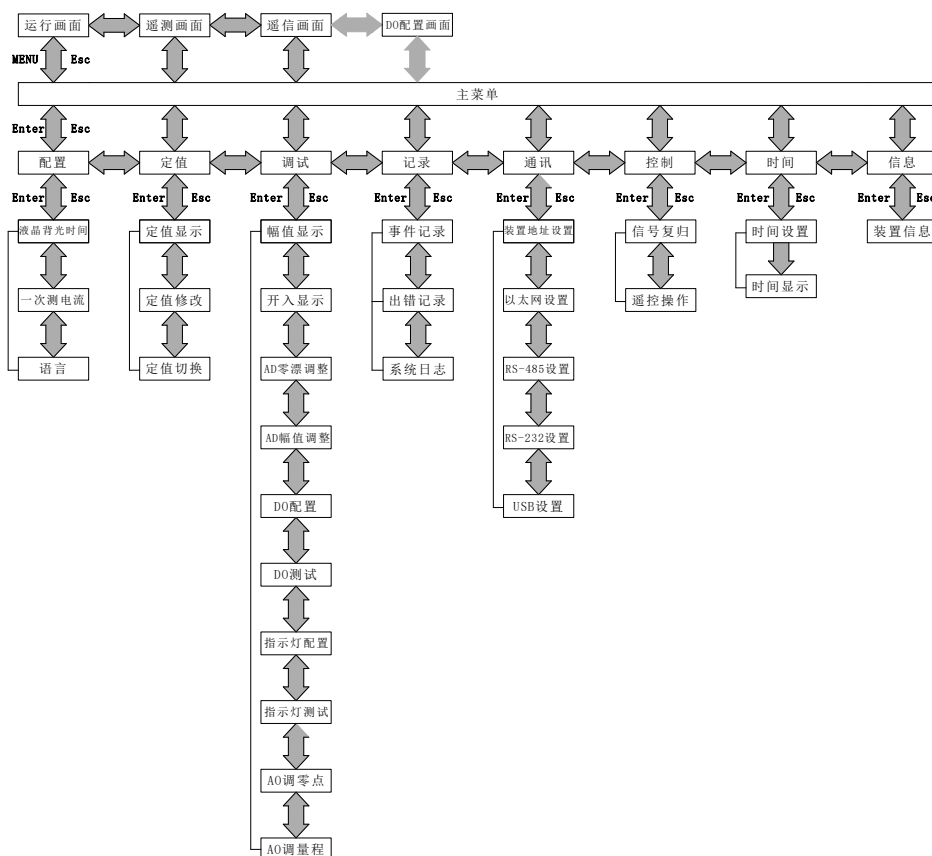 运行画面 遥测画面 遥信画面 DO配置画面
MENU Esc
主菜单
Enter Esc
配置 定值 调试 记录 通讯 控制 时间 信息
Enter Esc Enter Esc Enter Esc Enter Esc Enter Esc Enter Esc Enter Esc Enter Esc
液晶背光时间 定值显示 幅值显示 事件记录 装置地址设置 信号复归 时间设置 装置信息
时间显示
一次测电流 定值修改 开入显示 出错记录 以太网设置 遥控操作
语言 定值切换 AD零漂调整 系统日志 RS-485设置
AD幅值调整 RS-232设置
DO配置 USB设置
DO测试
指示灯配置
指示灯测试
AO调零点
AO调量程